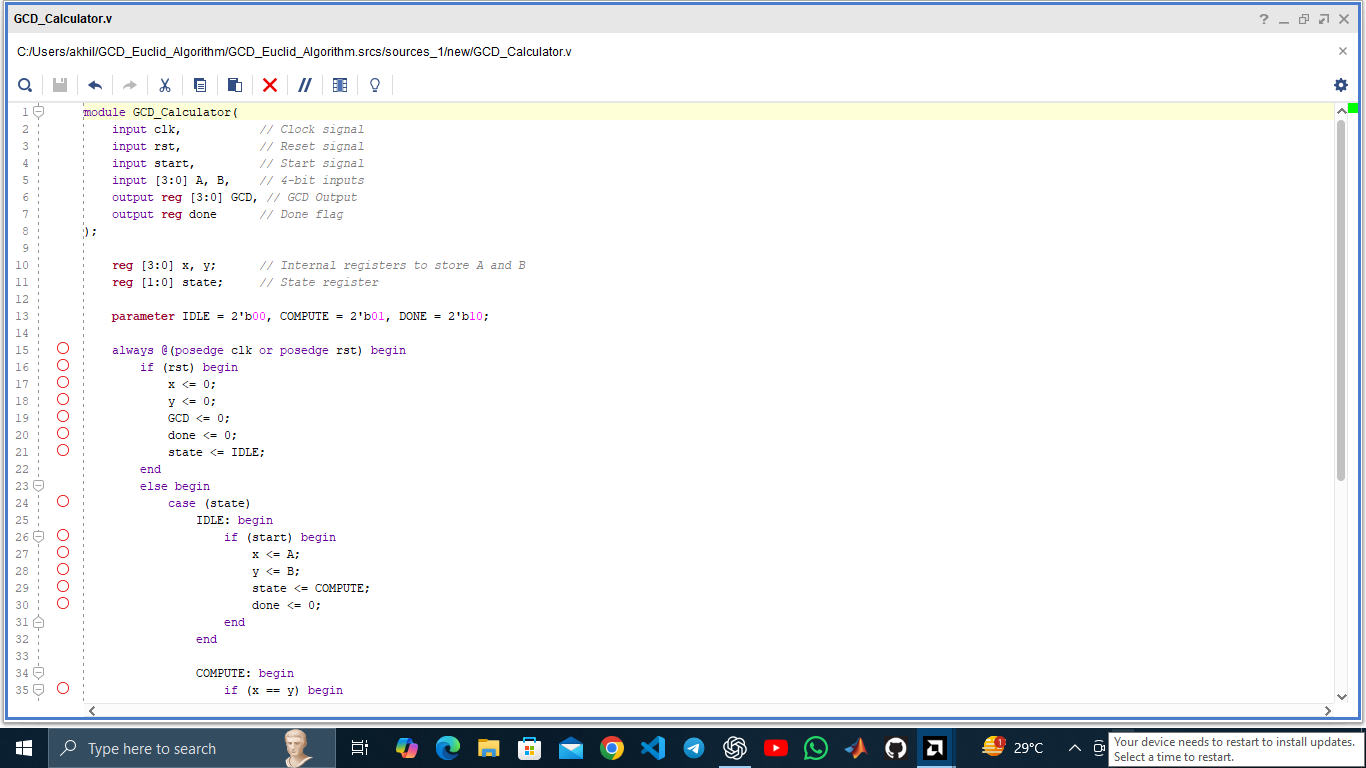 GCD_Calculator.v
C:/Users/akhil/GCD_Euclid_Algorithm/GCD_Euclid_Algorithm.srcs/sources_1/new/GCD_Calculator.v
1 module GCD_Calculator(
2     input clk,           // Clock signal
3     input rst,           // Reset signal
4     input start,         // Start signal
5     input [3:0] A, B,    // 4-bit inputs
6     output reg [3:0] GCD, // GCD Output
7     output reg done      // Done flag
8 );
9
10     reg [3:0] x, y;      // Internal registers to store A and B
11     reg [1:0] state;     // State register
12
13     parameter IDLE = 2'b00, COMPUTE = 2'b01, DONE = 2'b10;
14
15     always @(posedge clk or posedge rst) begin
16         if (rst) begin
17             x <= 0;
18             y <= 0;
19             GCD <= 0;
20             done <= 0;
21             state <= IDLE;
22         end
23         else begin
24             case (state)
25                 IDLE: begin
26                     if (start) begin
27                         x <= A;
28                         y <= B;
29                         state <= COMPUTE;
30                         done <= 0;
31                     end
32                 end
33
34                 COMPUTE: begin
35                     if (x == y) begin
Type here to search
1
29°C
Your device needs to restart to install updates.
Select a time to restart.